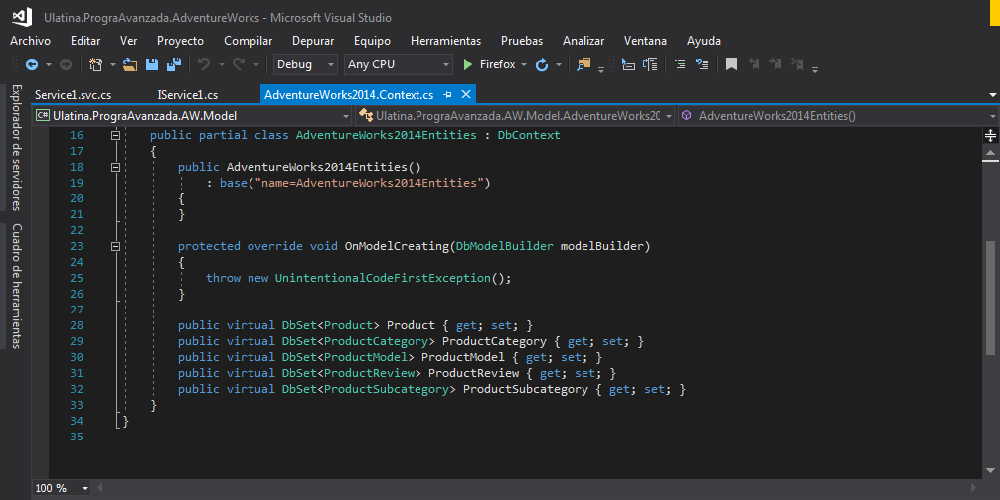 Ulatina.PrograAvanzada.AdventureWorks - Microsoft Visual Studio
Archivo Editar Ver Proyecto Compilar Depurar Equipo Herramientas Pruebas Analizar Ventana Ayuda
Debug Any CPU Firefox
Explorador de servidores
Cuadro de herramientas
Service1.svc.cs IService1.cs AdventureWorks2014.Context.cs
C# Ulatina.PrograAvanzada.AW.Model Ulatina.PrograAvanzada.AW.Model.AdventureWorks20 AdventureWorks2014Entities()
16 public partial class AdventureWorks2014Entities : DbContext
17 {
18 public AdventureWorks2014Entities()
19 : base("name=AdventureWorks2014Entities")
20 {
21 }
22
23 protected override void OnModelCreating(DbModelBuilder modelBuilder)
24 {
25 throw new UnintentionalCodeFirstException();
26 }
27
28 public virtual DbSet<Product> Product { get; set; }
29 public virtual DbSet<ProductCategory> ProductCategory { get; set; }
30 public virtual DbSet<ProductModel> ProductModel { get; set; }
31 public virtual DbSet<ProductReview> ProductReview { get; set; }
32 public virtual DbSet<ProductSubcategory> ProductSubcategory { get; set; }
33 }
34 }
35
100 %